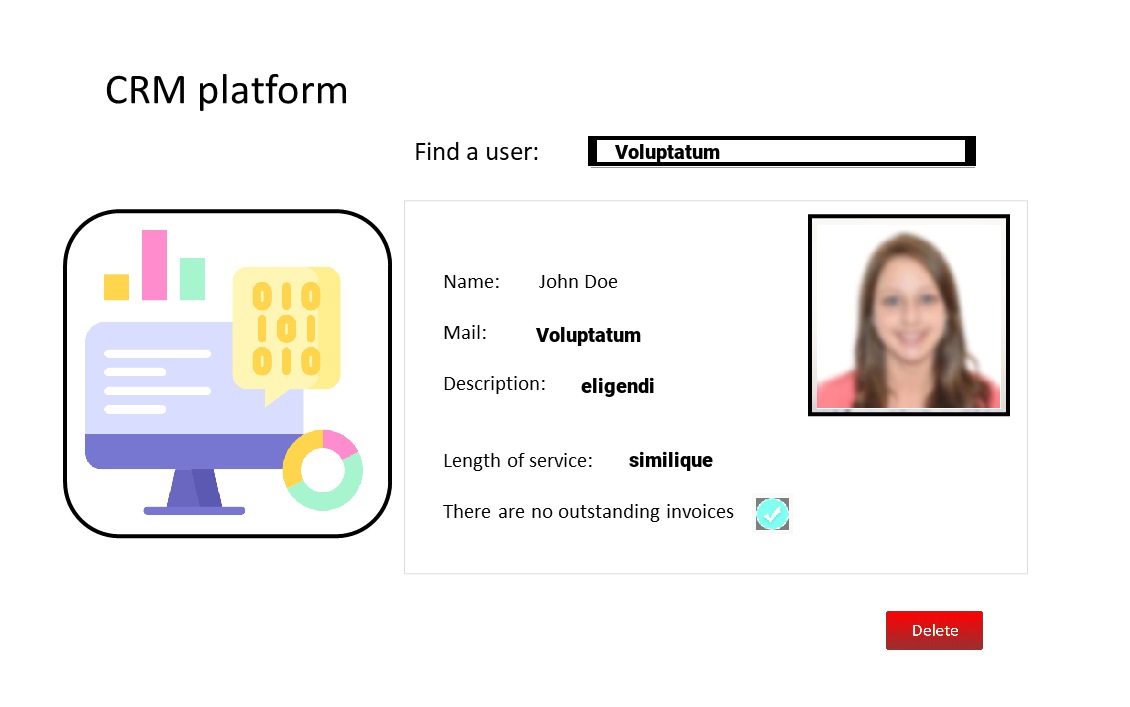 CRM platform
Find a user: Voluptatum
010
101
010
Name: John Doe
Mail: Voluptatum
Description: eligendi
Length of service: similique
There are no outstanding invoices
Delete